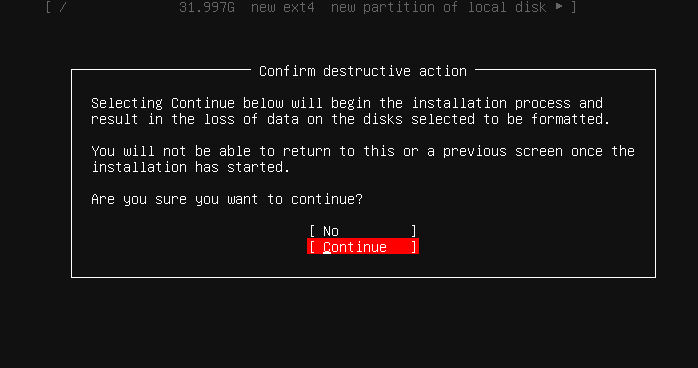 [ /              31.997G  new ext4  new partition of local disk ▸ ]
Confirm destructive action
Selecting Continue below will begin the installation process and
result in the loss of data on the disks selected to be formatted.
You will not be able to return to this or a previous screen once the
installation has started.
Are you sure you want to continue?
[ No         ]
[ Continue   ]